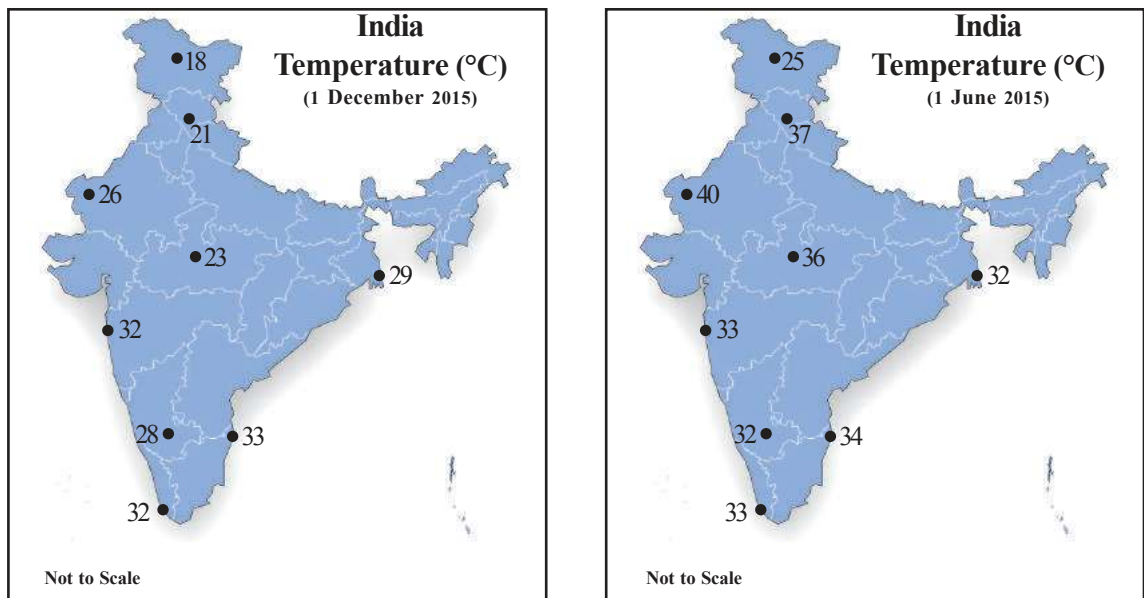 India
Temperature (°C)
(1 December 2015)
18
21
26
23
29
32
28
33
32
Not to Scale
India
Temperature (°C)
(1 June 2015)
25
37
40
36
32
33
32
34
33
Not to Scale